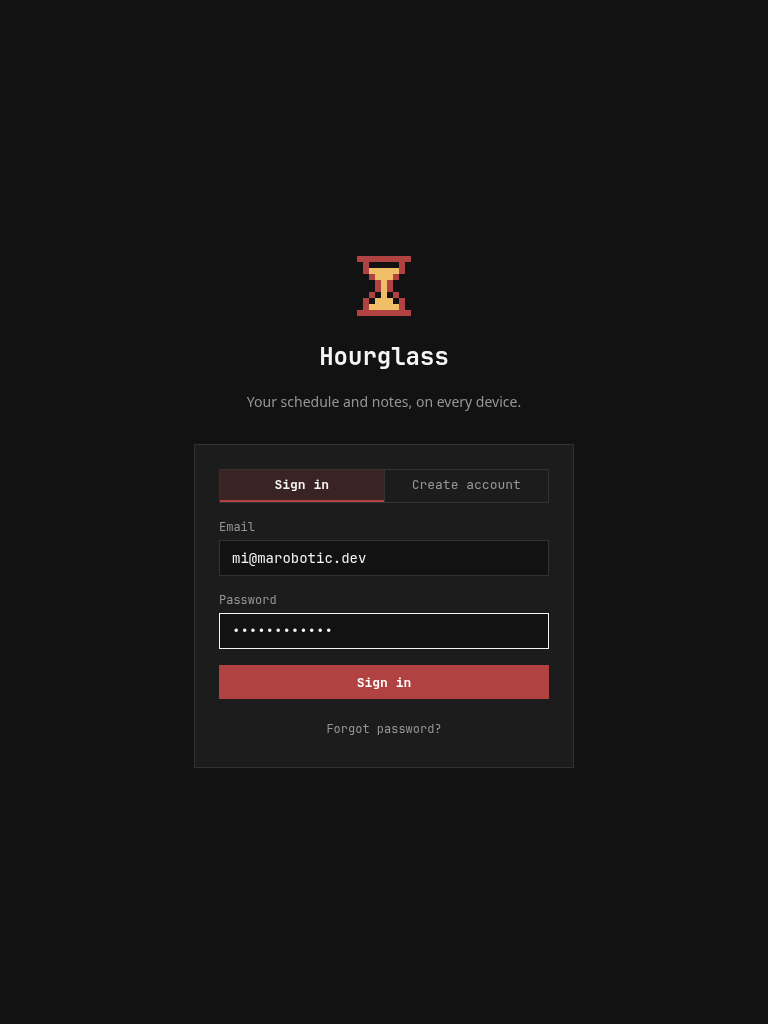 Hourglass
Your schedule and notes, on every device.
Sign in
Create account
Email
mi@marobotic.dev
Password
••••••••••••
Sign in
Forgot password?